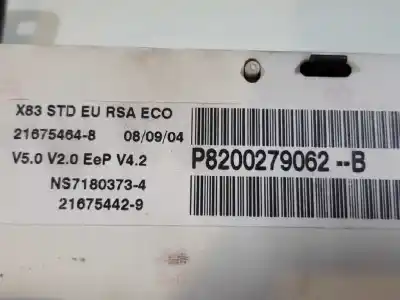 X83 STD EU RSA ECO
21675464-8 08/09/04
V5.0 V2.0 EeP V4.2
P8200279062--B
NS7180373-4
21675442-9